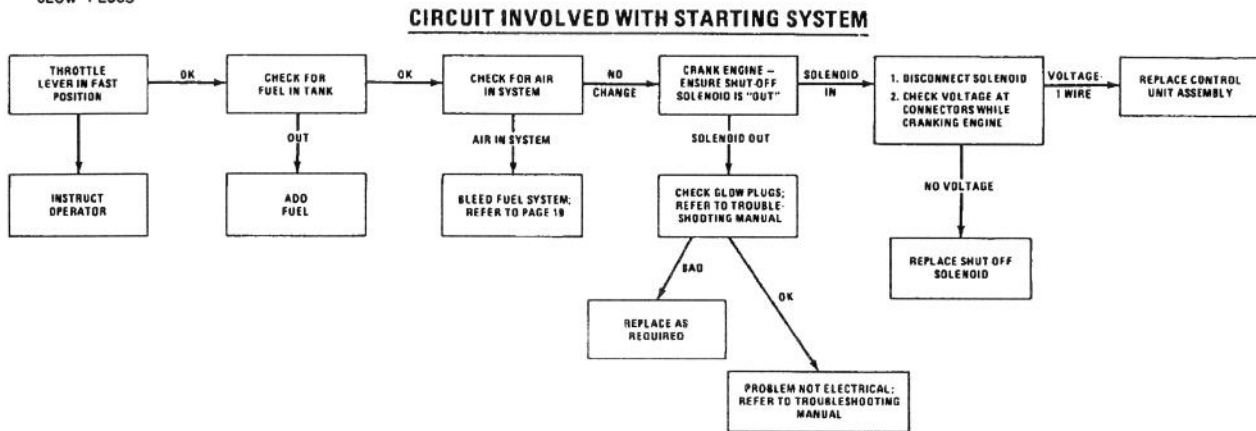 CIRCUIT INVOLVED WITH STARTING SYSTEM
THROTTLE
LEVER IN FAST
POSITION
OK
CHECK FOR
FUEL IN TANK
OK
CHECK FOR AIR
IN SYSTEM
NO
CHANGE
CRANK ENGINE –
ENSURE SHUT-OFF
SOLENOID IS "OUT"
SOLENOID
IN
1. DISCONNECT SOLENOID
2. CHECK VOLTAGE AT
CONNECTORS WHILE
CRANKING ENGINE
VOLTAGE-
1 WIRE
REPLACE CONTROL
UNIT ASSEMBLY
OUT
AIR IN SYSTEM
SOLENOID OUT
NO VOLTAGE
INSTRUCT
OPERATOR
ADD
FUEL
BLEED FUEL SYSTEM;
REFER TO PAGE 19
CHECK GLOW PLUGS;
REFER TO TROUBLE-
SHOOTING MANUAL
REPLACE SHUT OFF
SOLENOID
BAD
OK
REPLACE AS
REQUIRED
PROBLEM NOT ELECTRICAL;
REFER TO TROUBLESHOOTING
MANUAL